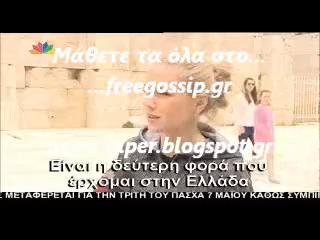 Μάθετε τα όλα στο...
...freegossip.gr
.blogspot.gr
Είναι η δεύτερη φορά που
έρχομαι στην Ελλάδα
ΜΕΤΑΦΕΡΕΤΑΙ ΓΙΑ ΤΗΝ ΤΡΙΤΗ ΤΟΥ ΠΑΣΧΑ 7 ΜΑΪΟΥ ΚΑΘΩΣ ΣΥΜΠΙ